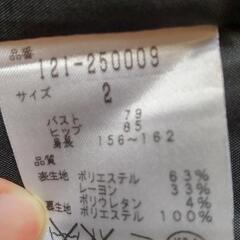 品番
121-250009
サイズ
2
バスト 79
ヒップ 85
身長 156~162
品質
表生地 ポリエステル 63%
レーヨン 33%
ポリウレタン 4%
裏生地 ポリエステル 100%